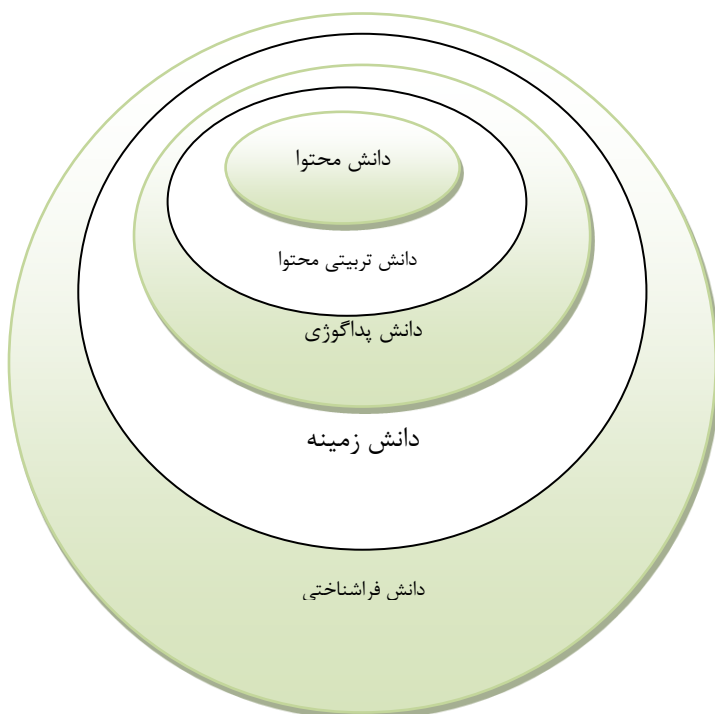 دانش محتوا
دانش تربیتی محتوا
دانش پداگوژی
دانش زمینه
دانش فراشناختی